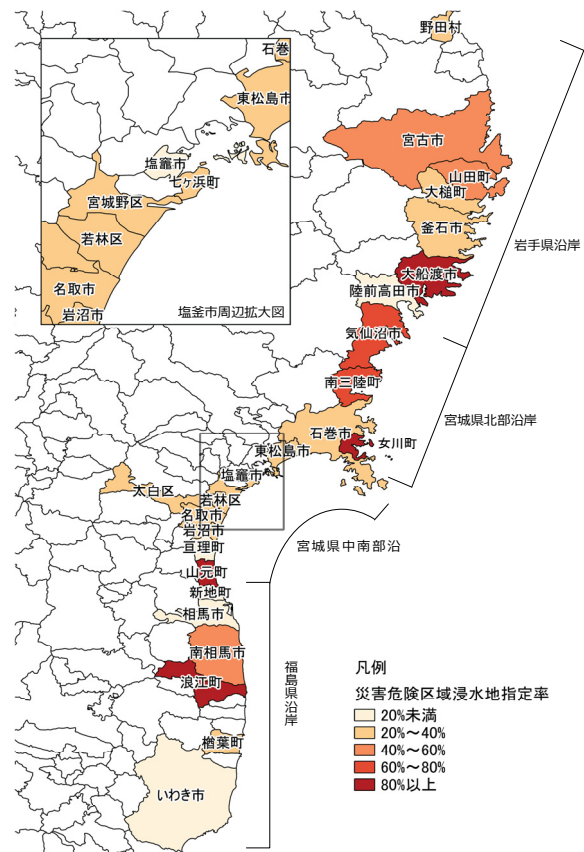 野田村
石巻
東松島市
塩竈市
七ヶ浜町
宮城野区
若林区
名取市
岩沼市
塩釜市周辺拡大図
宮古市
山田町
大槌町
釜石市
岩手県沿岸
大船渡市
陸前高田市
気仙沼市
南三陸町
宮城県北部沿岸
石巻市
女川町
東松島市
塩竈市
太白区
若林区
名取市
岩沼市
宮城県中南部沿
亘理町
山元町
新地町
相馬市
南相馬市
福島県沿岸
浪江町
楢葉町
いわき市
凡例
災害危険区域浸水地指定率
20%未満
20%～40%
40%～60%
60%～80%
80%以上